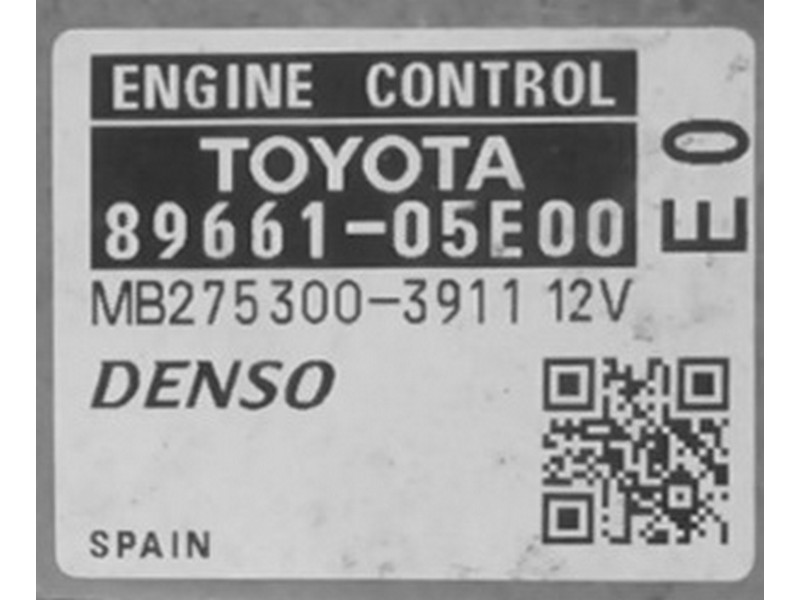 ENGINE CONTROL
TOYOTA
89661-05E00
MB275300-3911 12V
DENSO
SPAIN
E0